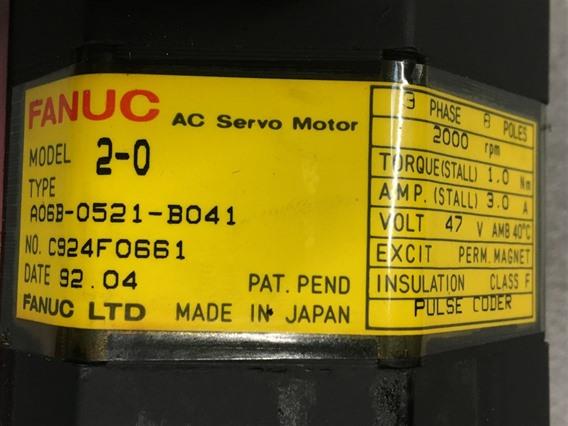 FANUC AC Servo Motor
MODEL 2-0
TYPE
A06B-0521-B041
NO. C924F0661
DATE 92.04
PAT. PEND
FANUC LTD MADE IN JAPAN
3 PHASE 8 POLES
2000 rpm
TORQUE(STALL) 1.0 Nm
AMP. (STALL) 3.0 A
VOLT 47 V AMB 40°C
EXCIT PERM. MAGNET
INSULATION CLASS F
PULSE CODER